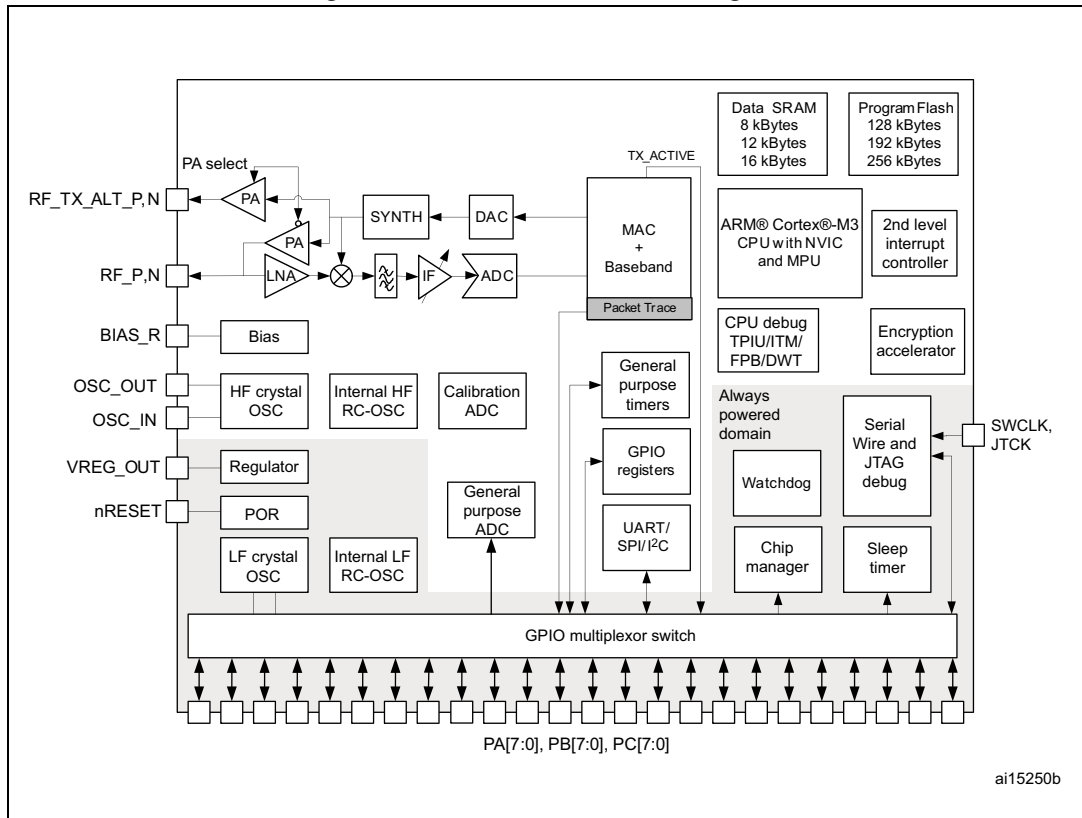 Data SRAM
8 kBytes
12 kBytes
16 kBytes
Program Flash
128 kBytes
192 kBytes
256 kBytes
PA select
TX_ACTIVE
RF_TX_ALT_P,N
PA
SYNTH
DAC
MAC
+
Baseband
ARM® Cortex®-M3
CPU with NVIC
and MPU
2nd level
interrupt
controller
PA
RF_P,N
LNA
IF
ADC
Packet Trace
BIAS_R
Bias
CPU debug
TPIU/ITM/
FPB/DWT
Encryption
accelerator
OSC_OUT
OSC_IN
HF crystal
OSC
Internal HF
RC-OSC
Calibration
ADC
General
purpose
timers
Always
powered
domain
Serial
Wire and
JTAG
debug
SWCLK,
JTCK
VREG_OUT
Regulator
GPIO
registers
Watchdog
nRESET
POR
General
purpose
ADC
UART/
SPI/I²C
LF crystal
OSC
Internal LF
RC-OSC
Chip
manager
Sleep
timer
GPIO multiplexor switch
PA[7:0], PB[7:0], PC[7:0]
ai15250b